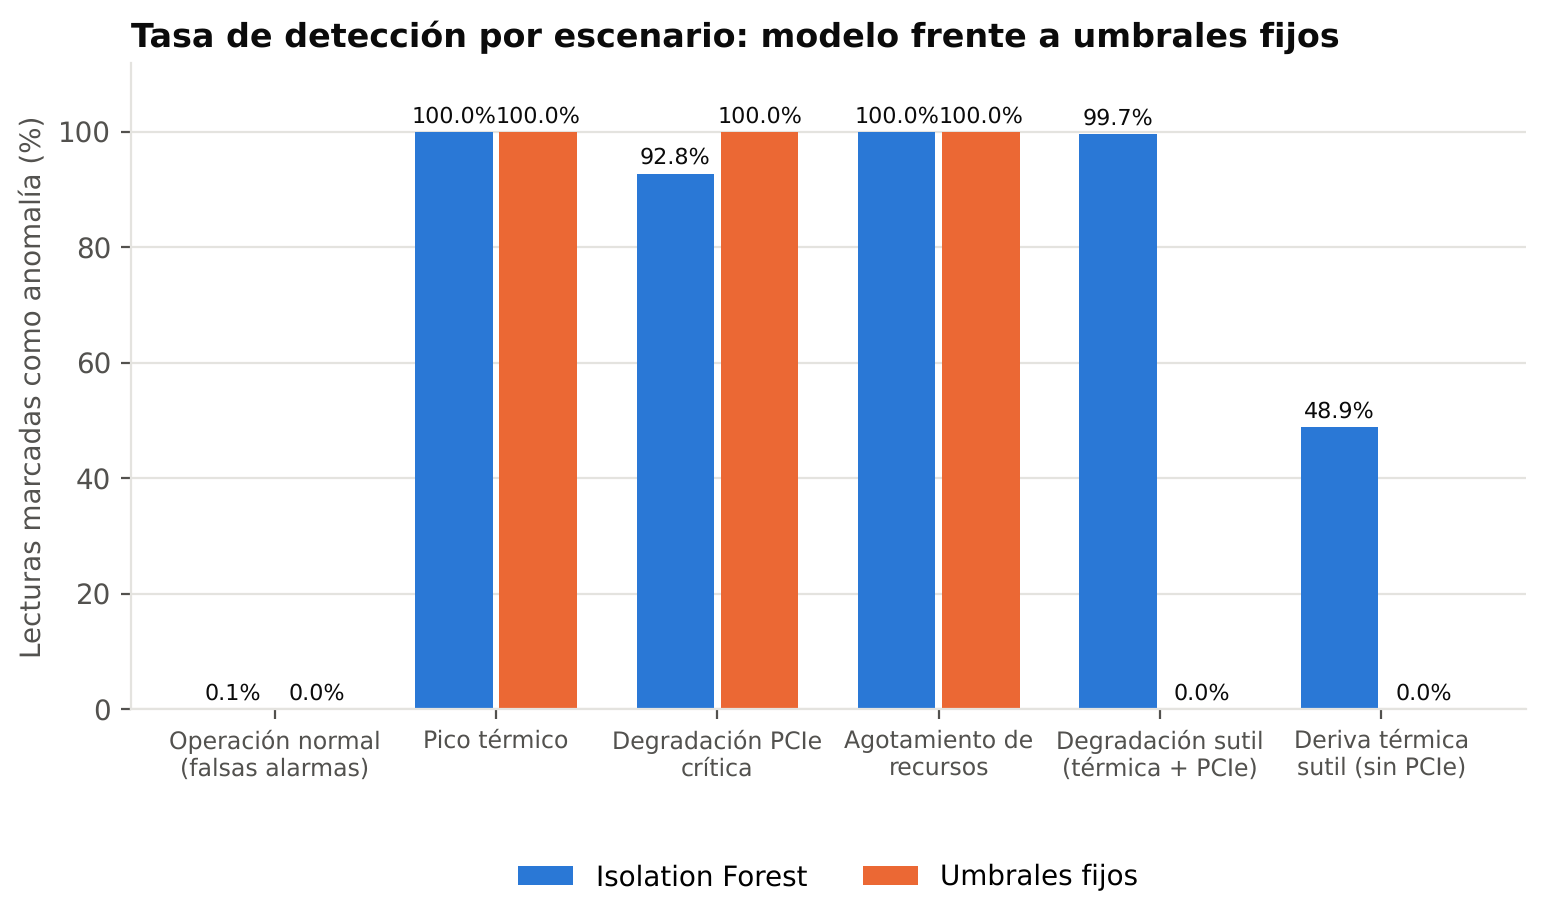 Tasa de detección por escenario: modelo frente a umbrales fijos
Lecturas marcadas como anomalía (%)
100
80
60
40
20
0
0.1%
0.0%
100.0%
100.0%
92.8%
100.0%
100.0%
100.0%
99.7%
0.0%
48.9%
0.0%
Operación normal
(falsas alarmas)
Pico térmico
Degradación PCIe
crítica
Agotamiento de
recursos
Degradación sutil
(térmica + PCIe)
Deriva térmica
sutil (sin PCIe)
Isolation Forest
Umbrales fijos